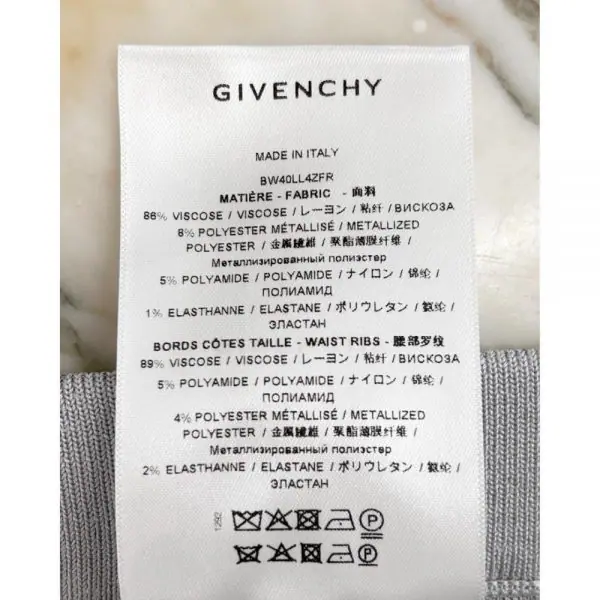 GIVENCHY
MADE IN ITALY
BW40LL4ZFR
MATIÈRE - FABRIC - 面料
86% VISCOSE / VISCOSE / レーヨン / 粘纤 / ВИСКОЗА
8% POLYESTER MÉTALLISÉ / METALLIZED
POLYESTER / 金属繊維 / 聚酯薄膜纤维 /
Металлизированный полиэстер
5% POLYAMIDE / POLYAMIDE / ナイロン / 锦纶 /
ПОЛИАМИД
1% ELASTHANNE / ELASTANE / ポリウレタン / 氨纶 /
ЭЛАСТАН
BORDS CÔTES TAILLE - WAIST RIBS - 腰部罗纹
89% VISCOSE / VISCOSE / レーヨン / 粘纤 / ВИСКОЗА
5% POLYAMIDE / POLYAMIDE / ナイロン / 锦纶 /
ПОЛИАМИД
4% POLYESTER MÉTALLISÉ / METALLIZED
POLYESTER / 金属繊維 / 聚酯薄膜纤维 /
Металлизированный полиэстер
2% ELASTHANNE / ELASTANE / ポリウレタン / 氨纶 /
ЭЛАСТАН
1292
P
P